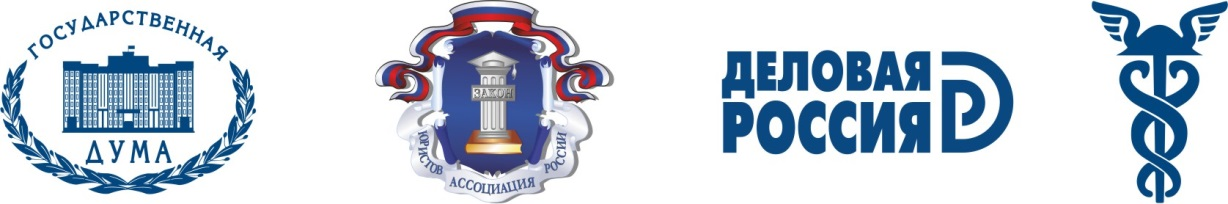 ГОСУДАРСТВЕННАЯ
ДУМА
ЗАКОН
ЮРИСТОВ АССОЦИАЦИЯ РОССИИ
ДЕЛОВАЯ
РОССИЯ